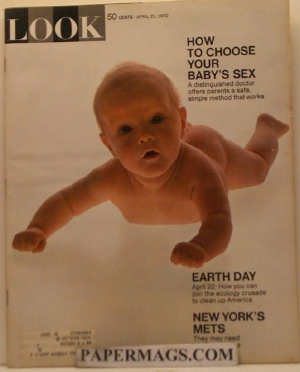 LOOK
50 CENTS · APRIL 21, 1970
HOW
TO CHOOSE
YOUR
BABY'S SEX
A distinguished doctor
offers parents a safe,
simple method that works.
EARTH DAY
April 22: How you can
join the ecology crusade
to clean up America.
NEW YORK'S
METS
They may need
PAPERMAGS.COM